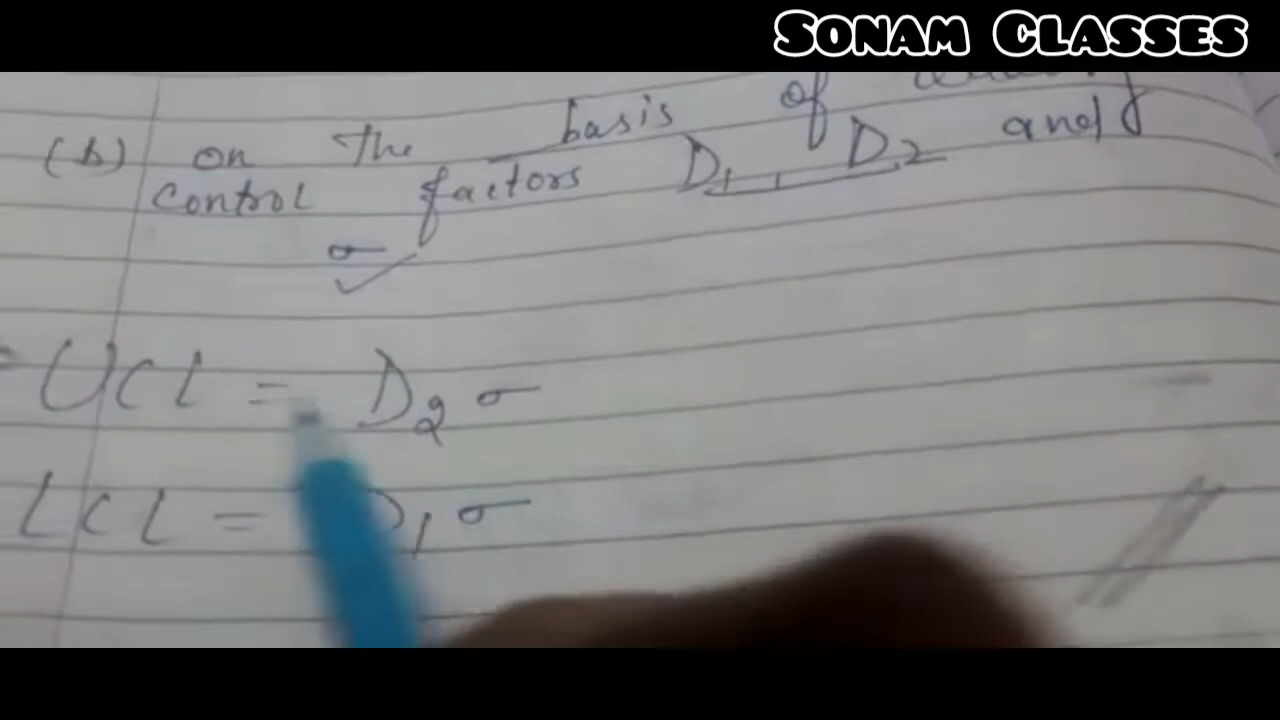 SONAM CLASSES
(b) on the basis of
control factors D1, D2 and
σ
UCL = D2 σ
LCL = D1 σ